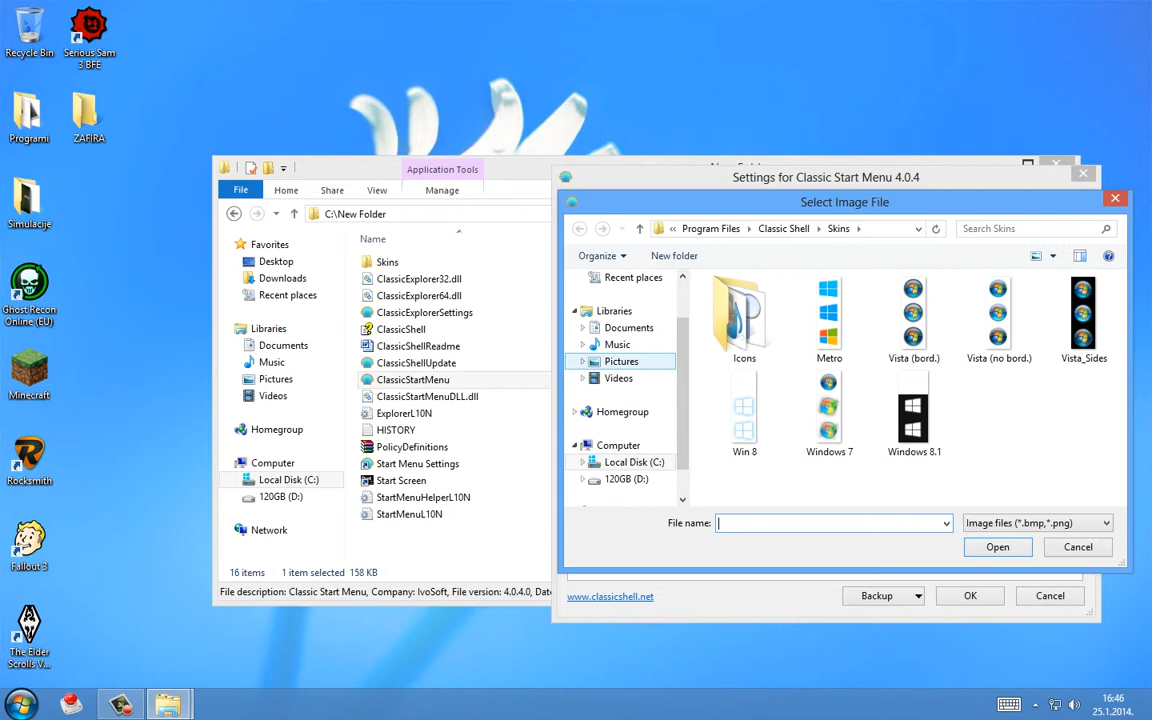 Recycle Bin
Serious Sam
3 BFE
Programi
ZAFIRA
Simulacije
Ghost Recon
Online (EU)
Minecraft
Rocksmith
Fallout 3
The Elder
Scrolls V...
Application Tools
File
Home
Share
View
Manage
C:\New Folder
Favorites
Desktop
Downloads
Recent places
Libraries
Documents
Music
Pictures
Videos
Homegroup
Computer
Local Disk (C:)
120GB (D:)
Network
Name
Skins
ClassicExplorer32.dll
ClassicExplorer64.dll
ClassicExplorerSettings
ClassicShell
ClassicShellReadme
ClassicShellUpdate
ClassicStartMenu
ClassicStartMenuDLL.dll
ExplorerL10N
HISTORY
PolicyDefinitions
Start Menu Settings
Start Screen
StartMenuHelperL10N
StartMenuL10N
16 items 1 item selected 158 KB
File description: Classic Start Menu, Company: IvoSoft, File version: 4.0.4.0, Dat
Settings for Classic Start Menu 4.0.4
Select Image File
« Program Files Classic Shell Skins
Search Skins
Organize
New folder
Recent places
Libraries
Documents
Music
Pictures
Videos
Homegroup
Computer
Local Disk (C:)
120GB (D:)
Icons
Metro
Vista (bord.)
Vista (no bord.)
Vista_Sides
Win 8
Windows 7
Windows 8.1
File name:
Image files (*.bmp,*.png)
Open
Cancel
www.classicshell.net
Backup
OK
Cancel
16:46
25.1.2014.